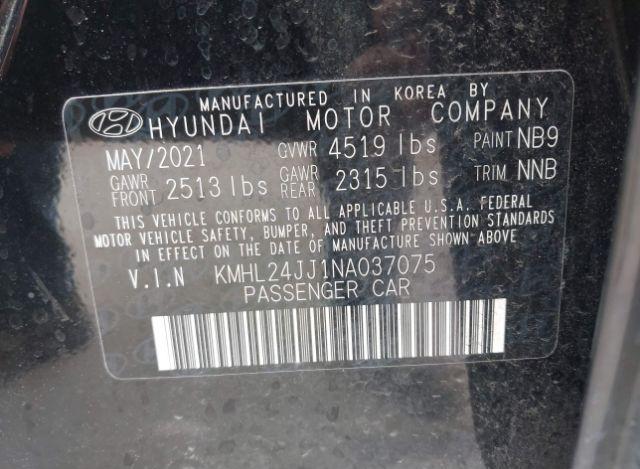 MANUFACTURED IN KOREA BY
HYUNDAI MOTOR COMPANY
MAY/2021 GVWR 4519 lbs PAINT NB9
GAWR FRONT 2513 lbs GAWR REAR 2315 lbs TRIM NNB
THIS VEHICLE CONFORMS TO ALL APPLICABLE U.S.A. FEDERAL
MOTOR VEHICLE SAFETY, BUMPER, AND THEFT PREVENTION STANDARDS
IN EFFECT ON THE DATE OF MANUFACTURE SHOWN ABOVE
V.I.N KMHL24JJ1NA037075
PASSENGER CAR